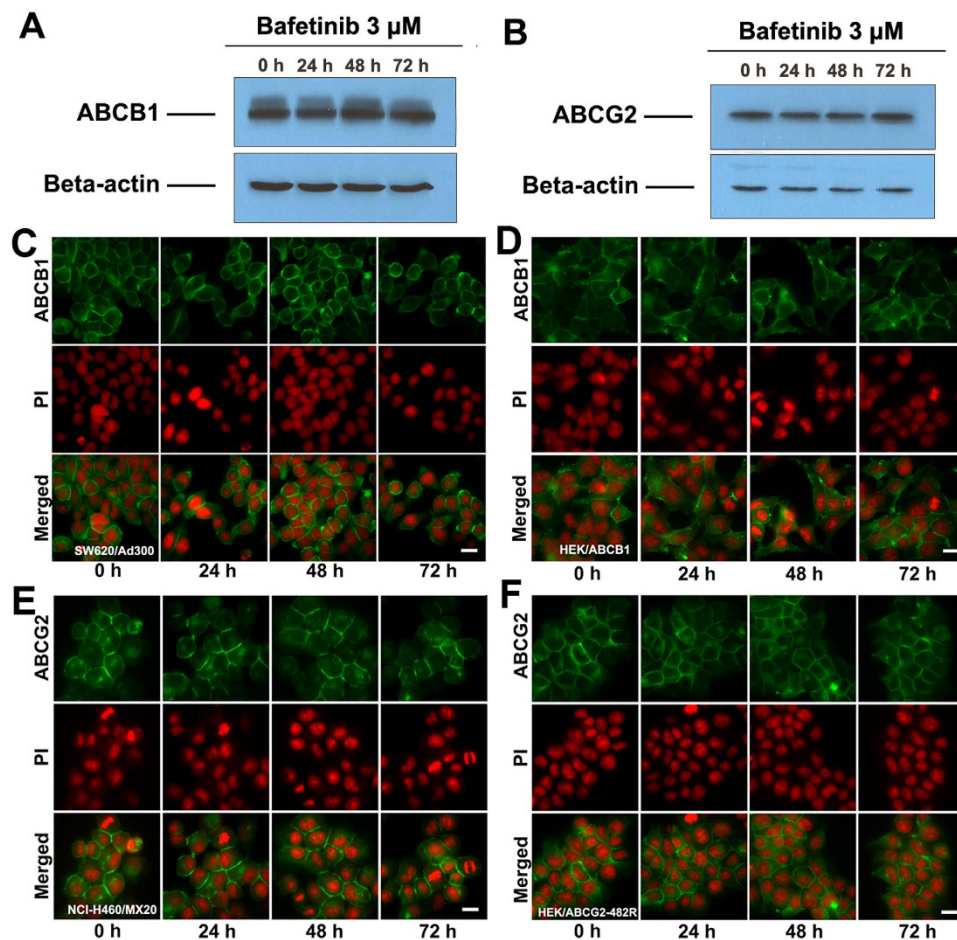 A
Bafetinib 3 µM
0 h 24 h 48 h 72 h
ABCB1
Beta-actin
B
Bafetinib 3 µM
0 h 24 h 48 h 72 h
ABCG2
Beta-actin
C
ABCB1
PI
Merged
SW620/Ad300
0 h 24 h 48 h 72 h
D
ABCB1
PI
Merged
HEK/ABCB1
0 h 24 h 48 h 72 h
E
ABCG2
PI
Merged
NCI-H460/MX20
0 h 24 h 48 h 72 h
F
ABCG2
PI
Merged
HEK/ABCG2-482R
0 h 24 h 48 h 72 h